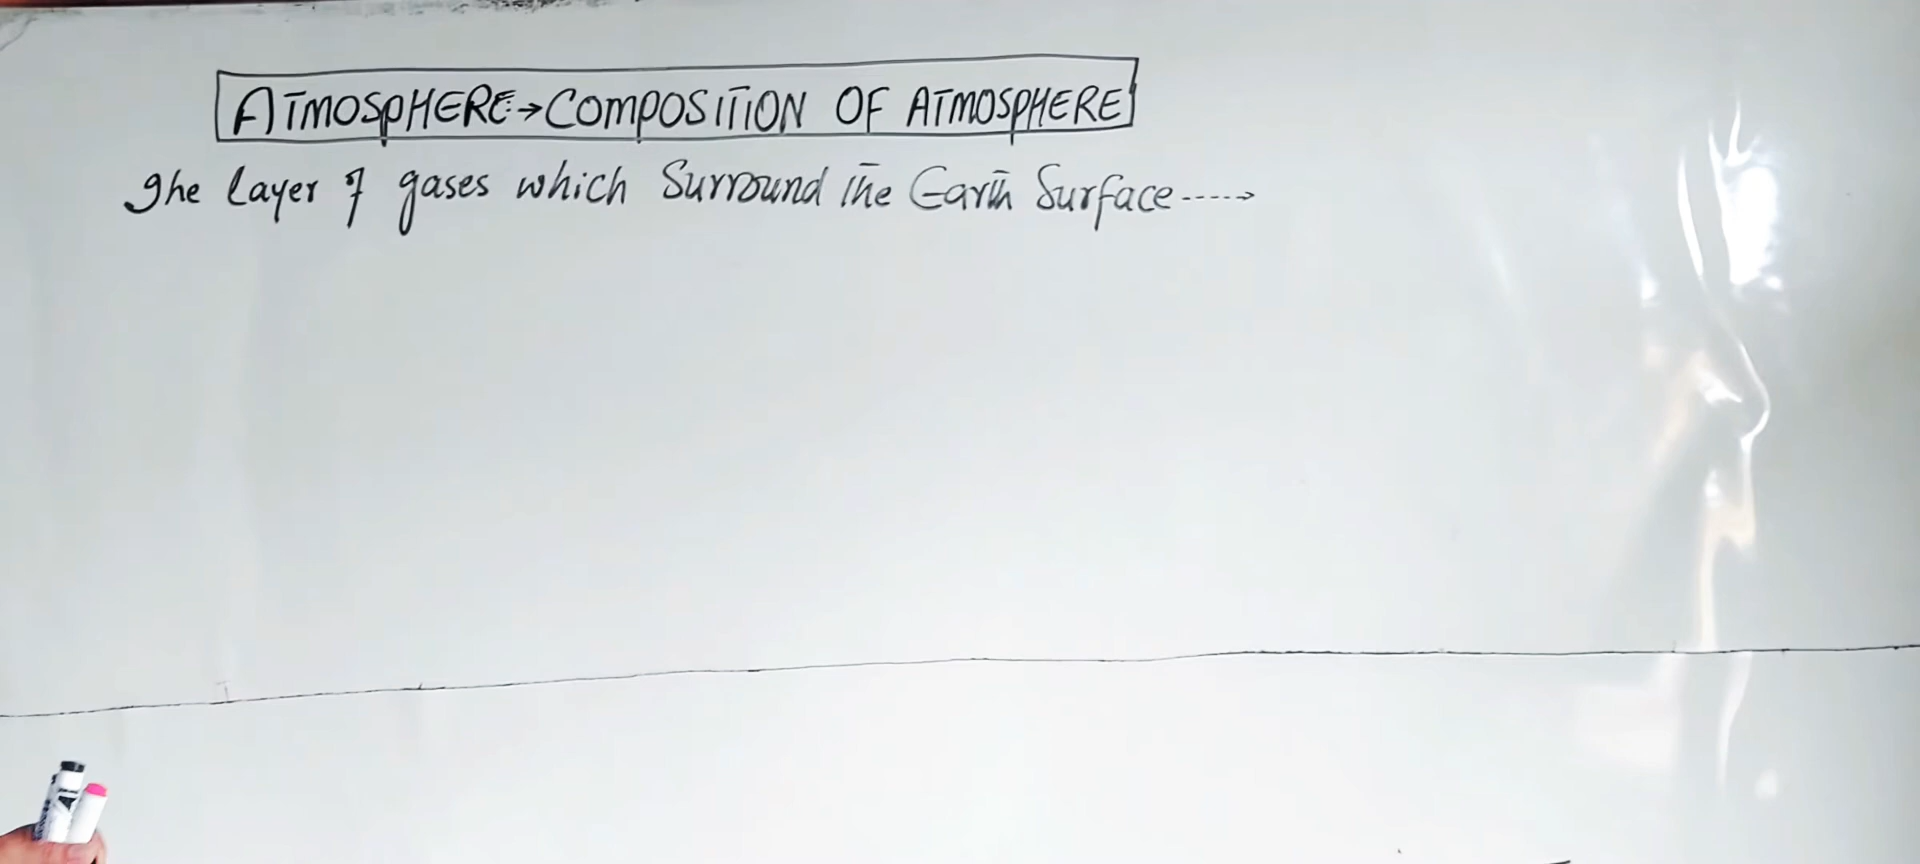 ATMOSPHERE→COMPOSITION OF ATMOSPHERE
The layer of gases which Surround the Earth Surface----->